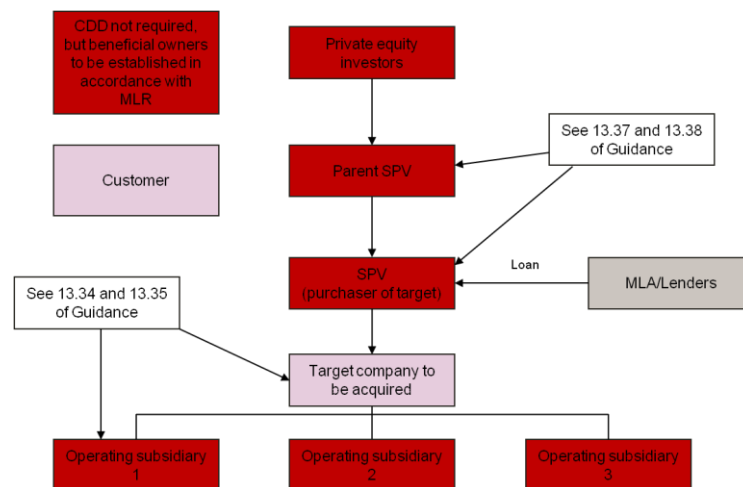 CDD not required,
but beneficial owners
to be established in
accordance with
MLR
Private equity
investors
See 13.37 and 13.38
of Guidance
Customer
Parent SPV
SPV
(purchaser of target)
Loan
MLA/Lenders
See 13.34 and 13.35
of Guidance
Target company to
be acquired
Operating subsidiary
1
Operating subsidiary
2
Operating subsidiary
3